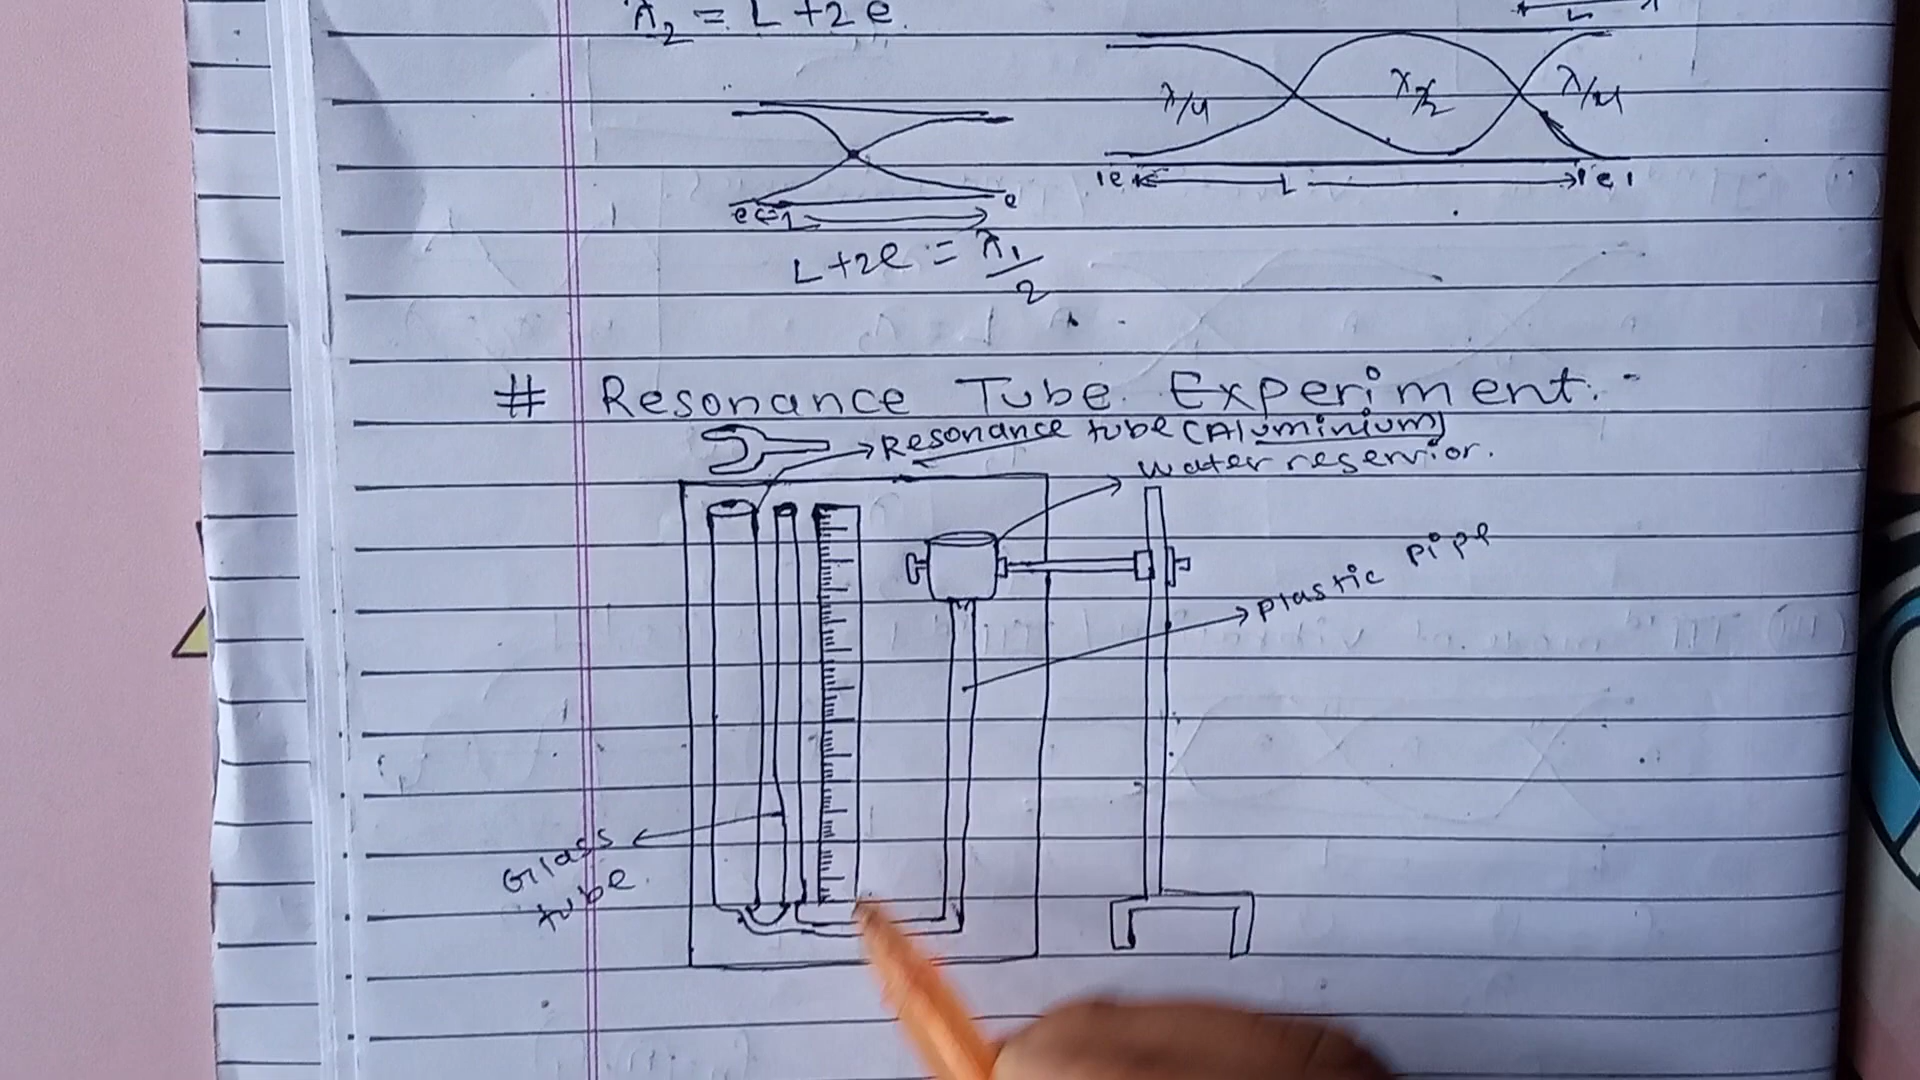 λ₂ = L + 2e.
L
λ/4 λ/2 λ/4
e L e
e L e
L + 2e = λ₁/2
# Resonance Tube Experiment :-
Resonance tube (Aluminium)
water reservior.
plastic pipe
Glass
tube.